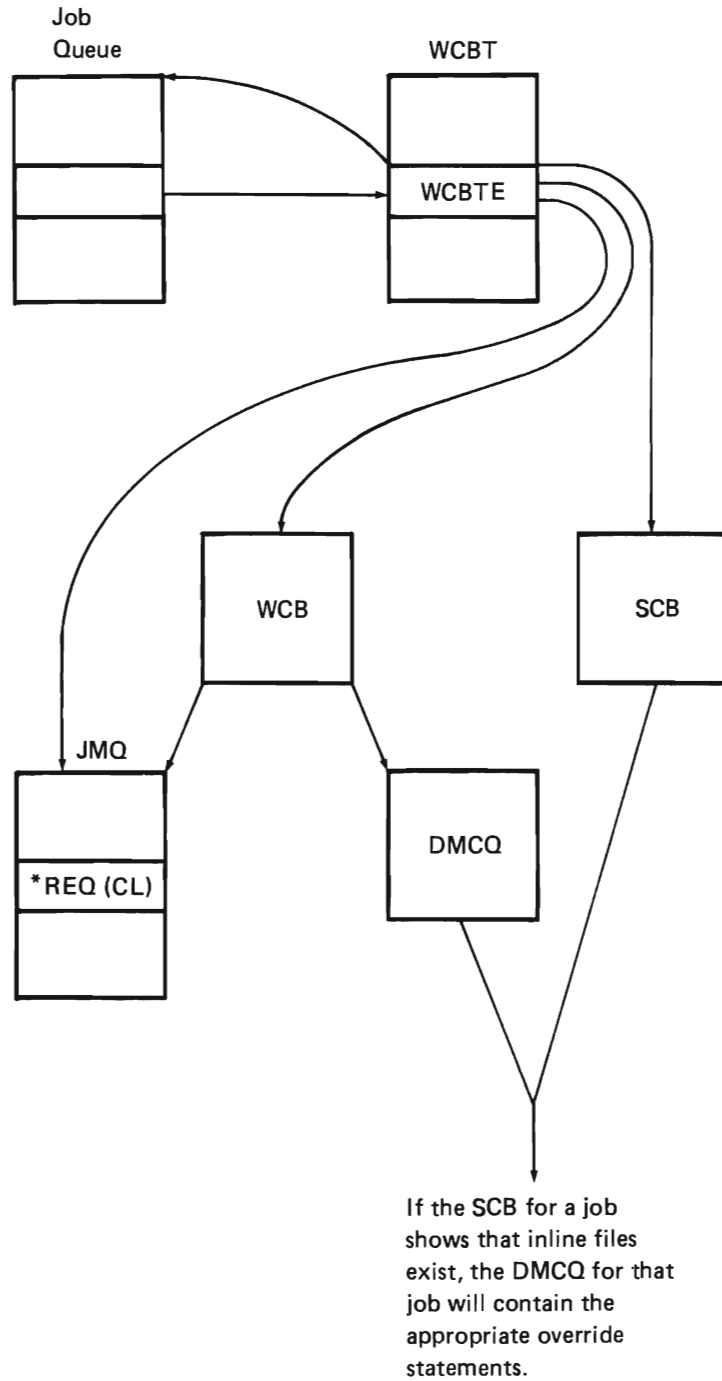 Job
Queue
WCBT
WCBTE
WCB
SCB
JMQ
*REQ (CL)
DMCQ
If the SCB for a job
shows that inline files
exist, the DMCQ for that
job will contain the
appropriate override
statements.